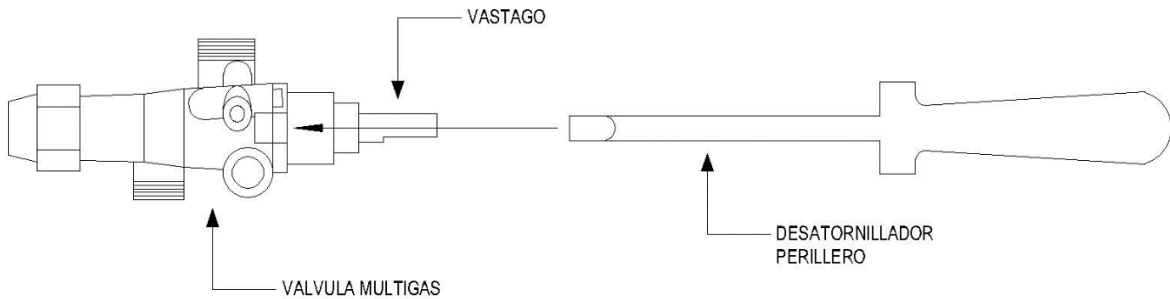 VASTAGO
DESATORNILLADOR
PERILLERO
VALVULA MULTIGAS